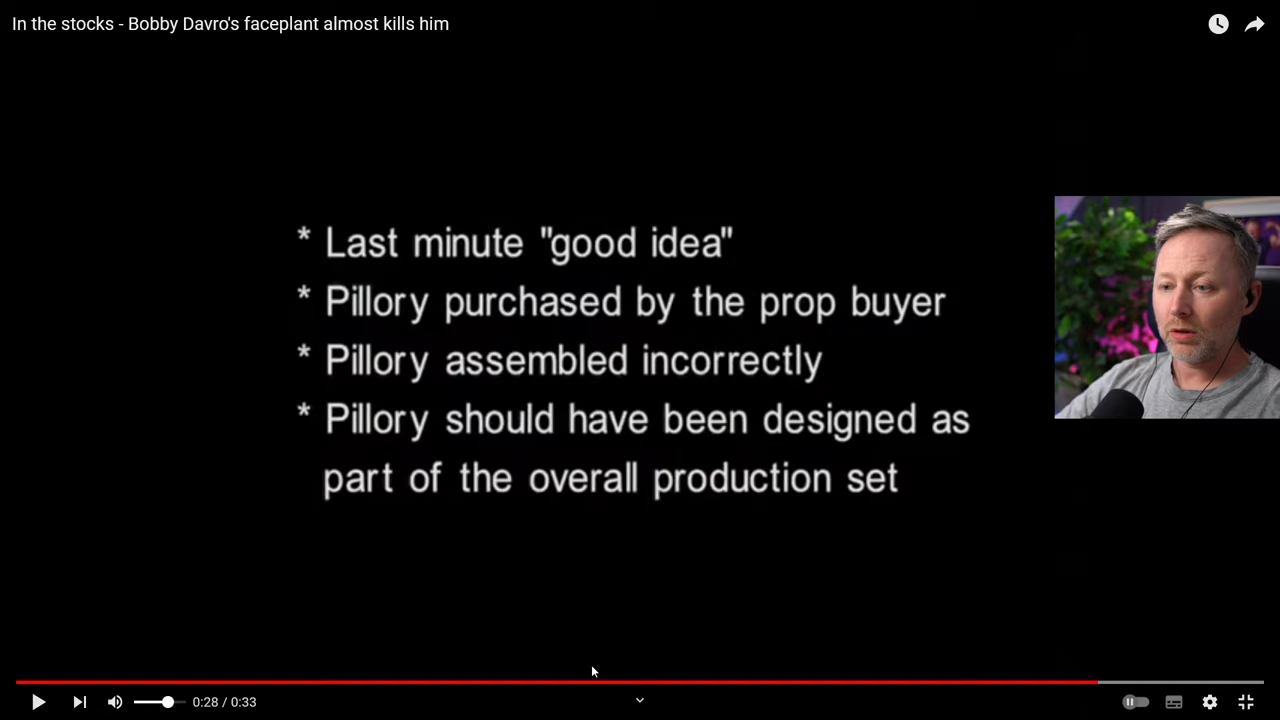 In the stocks - Bobby Davro's faceplant almost kills him
* Last minute "good idea"
* Pillory purchased by the prop buyer
* Pillory assembled incorrectly
* Pillory should have been designed as
part of the overall production set
0:28 / 0:33